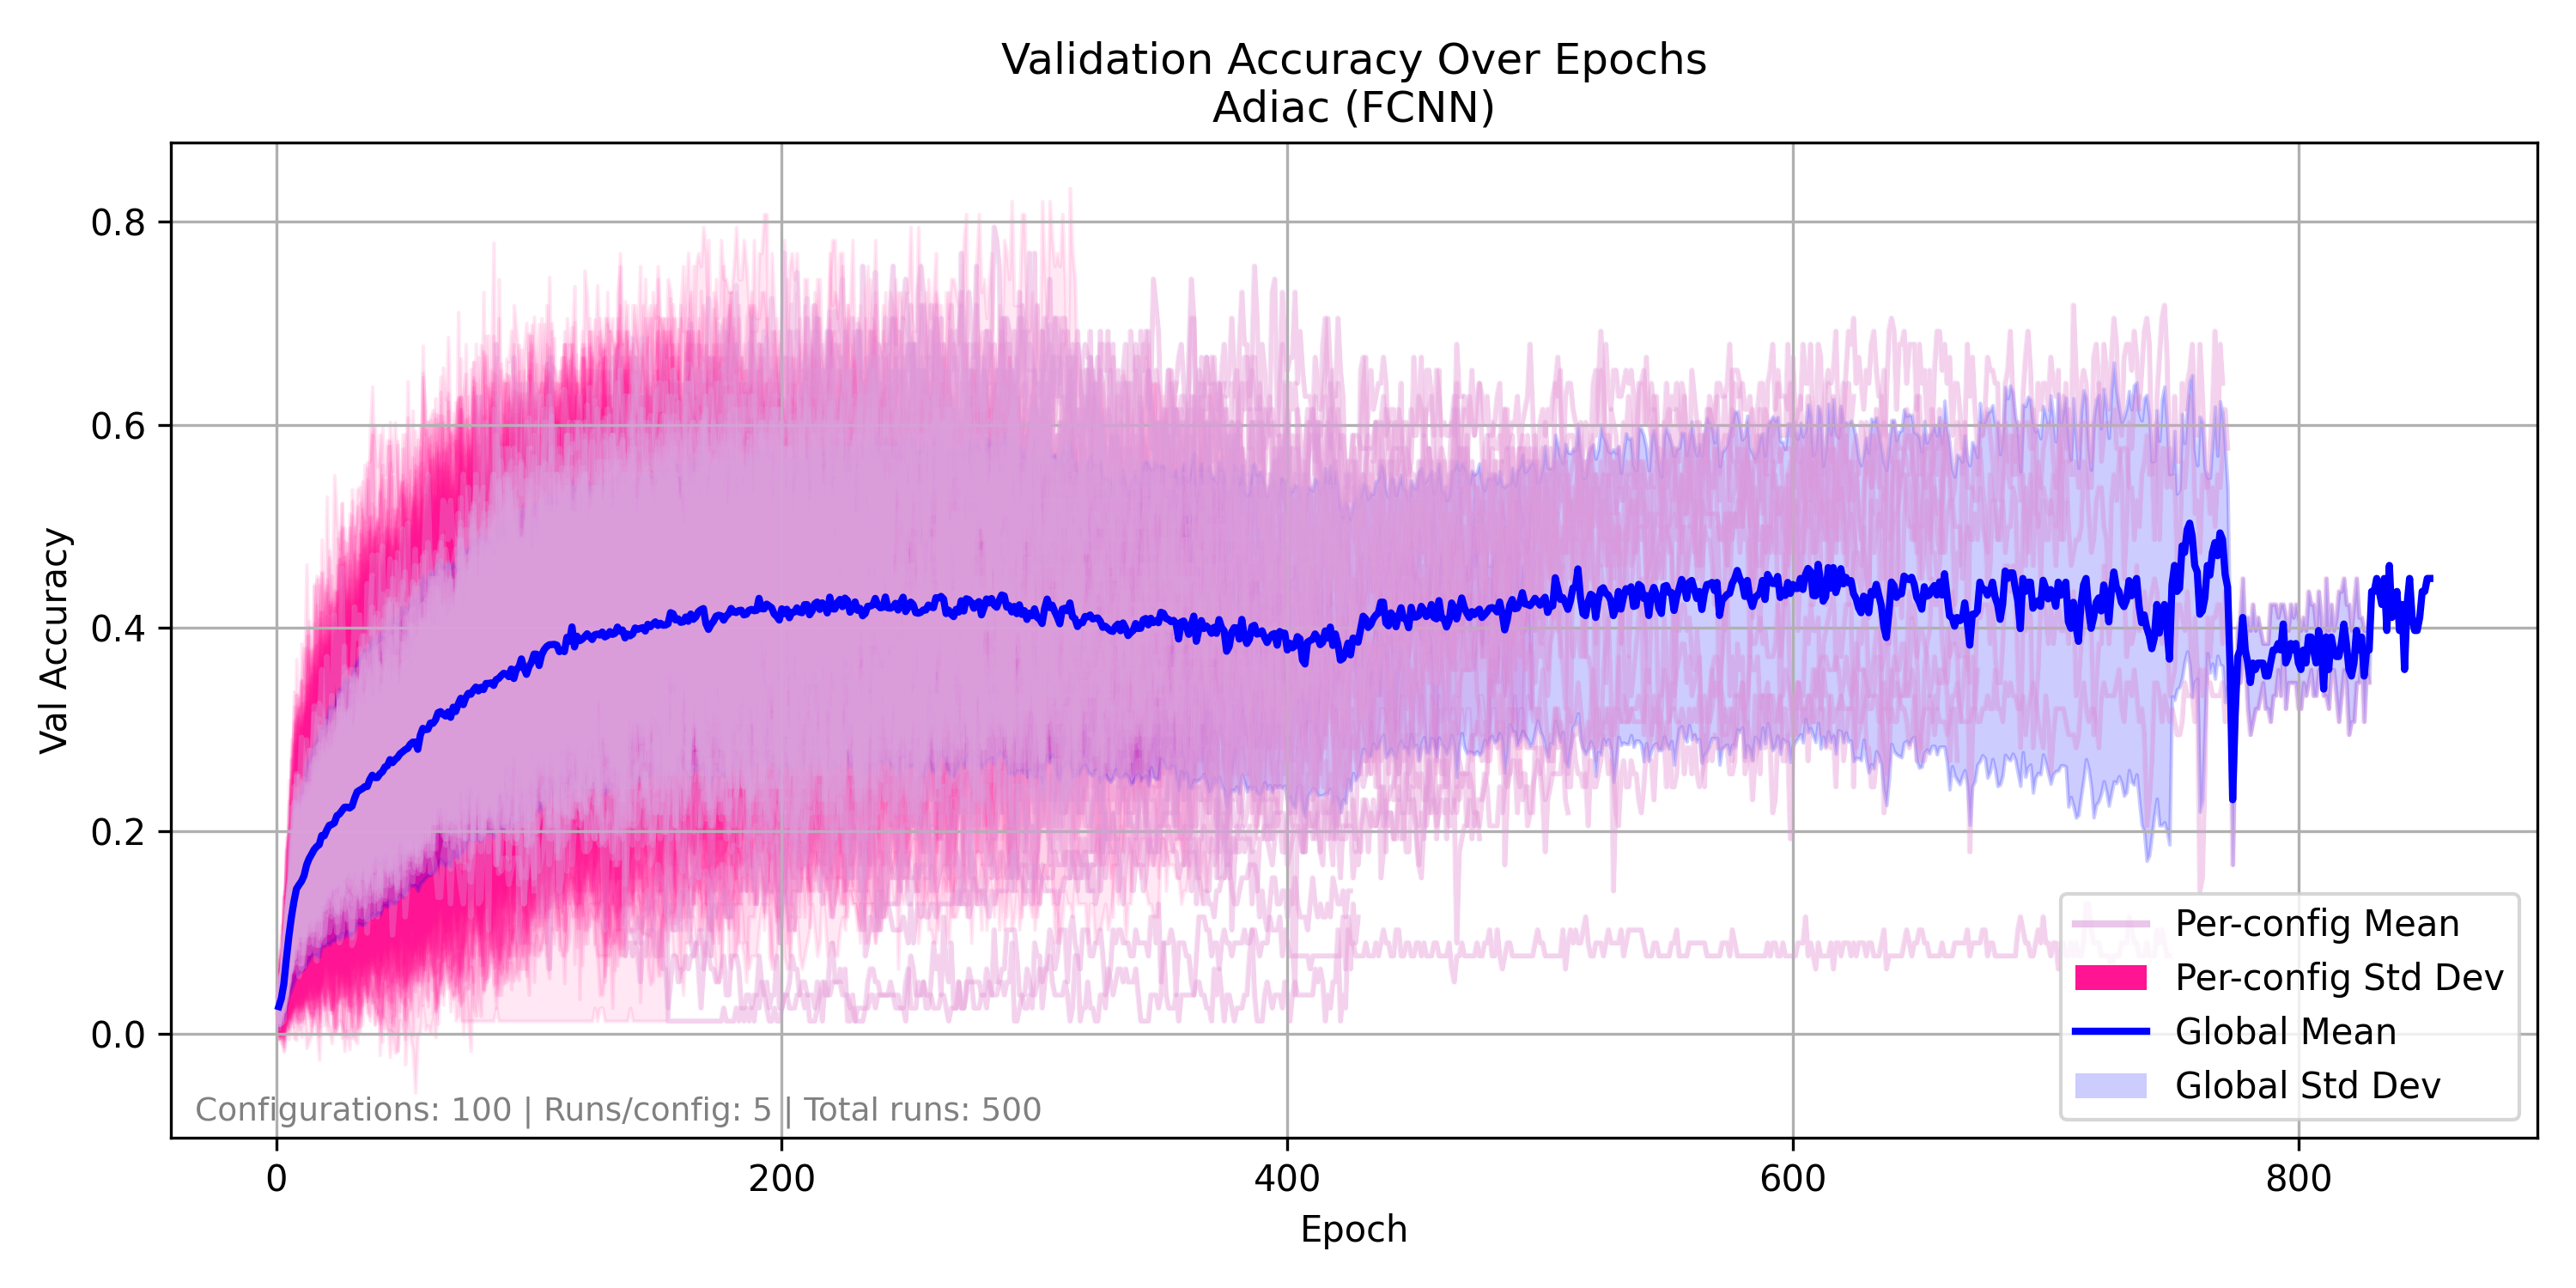 Validation Accuracy Over Epochs
Adiac (FCNN)
Val Accuracy
0.8
0.6
0.4
0.2
0.0
Per-config Mean
Per-config Std Dev
Global Mean
Global Std Dev
Configurations: 100 | Runs/config: 5 | Total runs: 500
0 200 400 600 800
Epoch